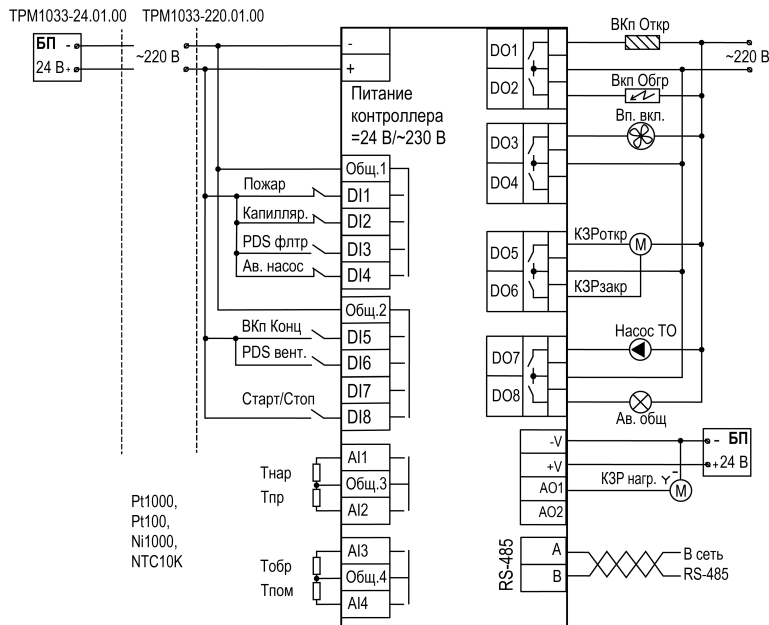 ТРМ1033-24.01.00
ТРМ1033-220.01.00
БП -
24 В+
~220 В
-
+
Питание
контроллера
=24 В/~230 В
Общ.1
Пожар
DI1
Капилляр.
DI2
PDS флтр
DI3
Ав. насос
DI4
Общ.2
ВКп Конц
DI5
PDS вент.
DI6
DI7
Старт/Стоп
DI8
AI1
Тнар
Общ.3
Тпр
AI2
Pt1000,
Pt100,
Ni1000,
NTC10K
AI3
Тобр
Общ.4
Тпом
AI4
DO1
ВКп Откр
~220 В
DO2
Вкп Обгр
Вп. вкл.
DO3
DO4
DO5
КЗРоткр
M
DO6
КЗРзакр
Насос ТО
DO7
DO8
Ав. общ
-V
- БП
+V
+24 В
AO1
КЗР нагр. Y
-
M
AO2
RS-485
A
В сеть
B
RS-485